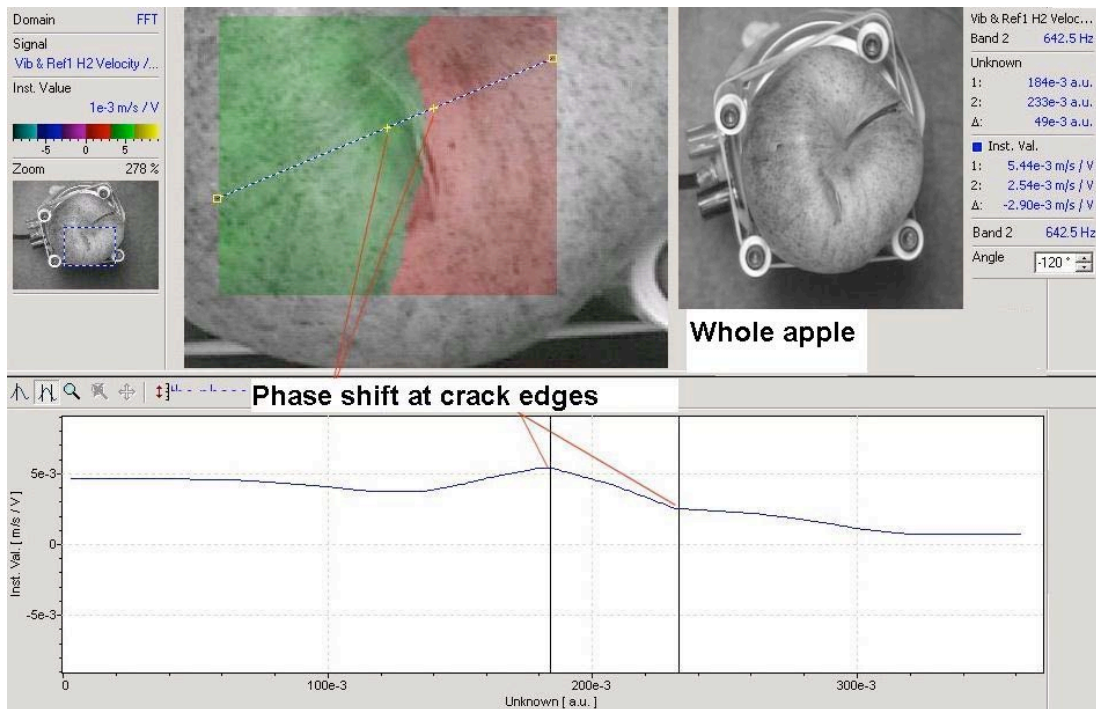 Domain FFT
Signal
Vib & Ref1 H2 Velocity /...
Inst. Value
1e-3 m/s / V
-5 0 5
Zoom 278 %
Whole apple
Vib & Ref1 H2 Veloc...
Band 2 642.5 Hz
Unknown
1: 184e-3 a.u.
2: 233e-3 a.u.
Δ: 49e-3 a.u.
Inst. Val.
1: 5.44e-3 m/s / V
2: 2.54e-3 m/s / V
Δ: -2.90e-3 m/s / V
Band 2 642.5 Hz
Angle -120 °
Phase shift at crack edges
Inst. Val. [ m/s / V ]
5e-3
0
-5e-3
0 100e-3 200e-3 300e-3
Unknown [ a.u. ]